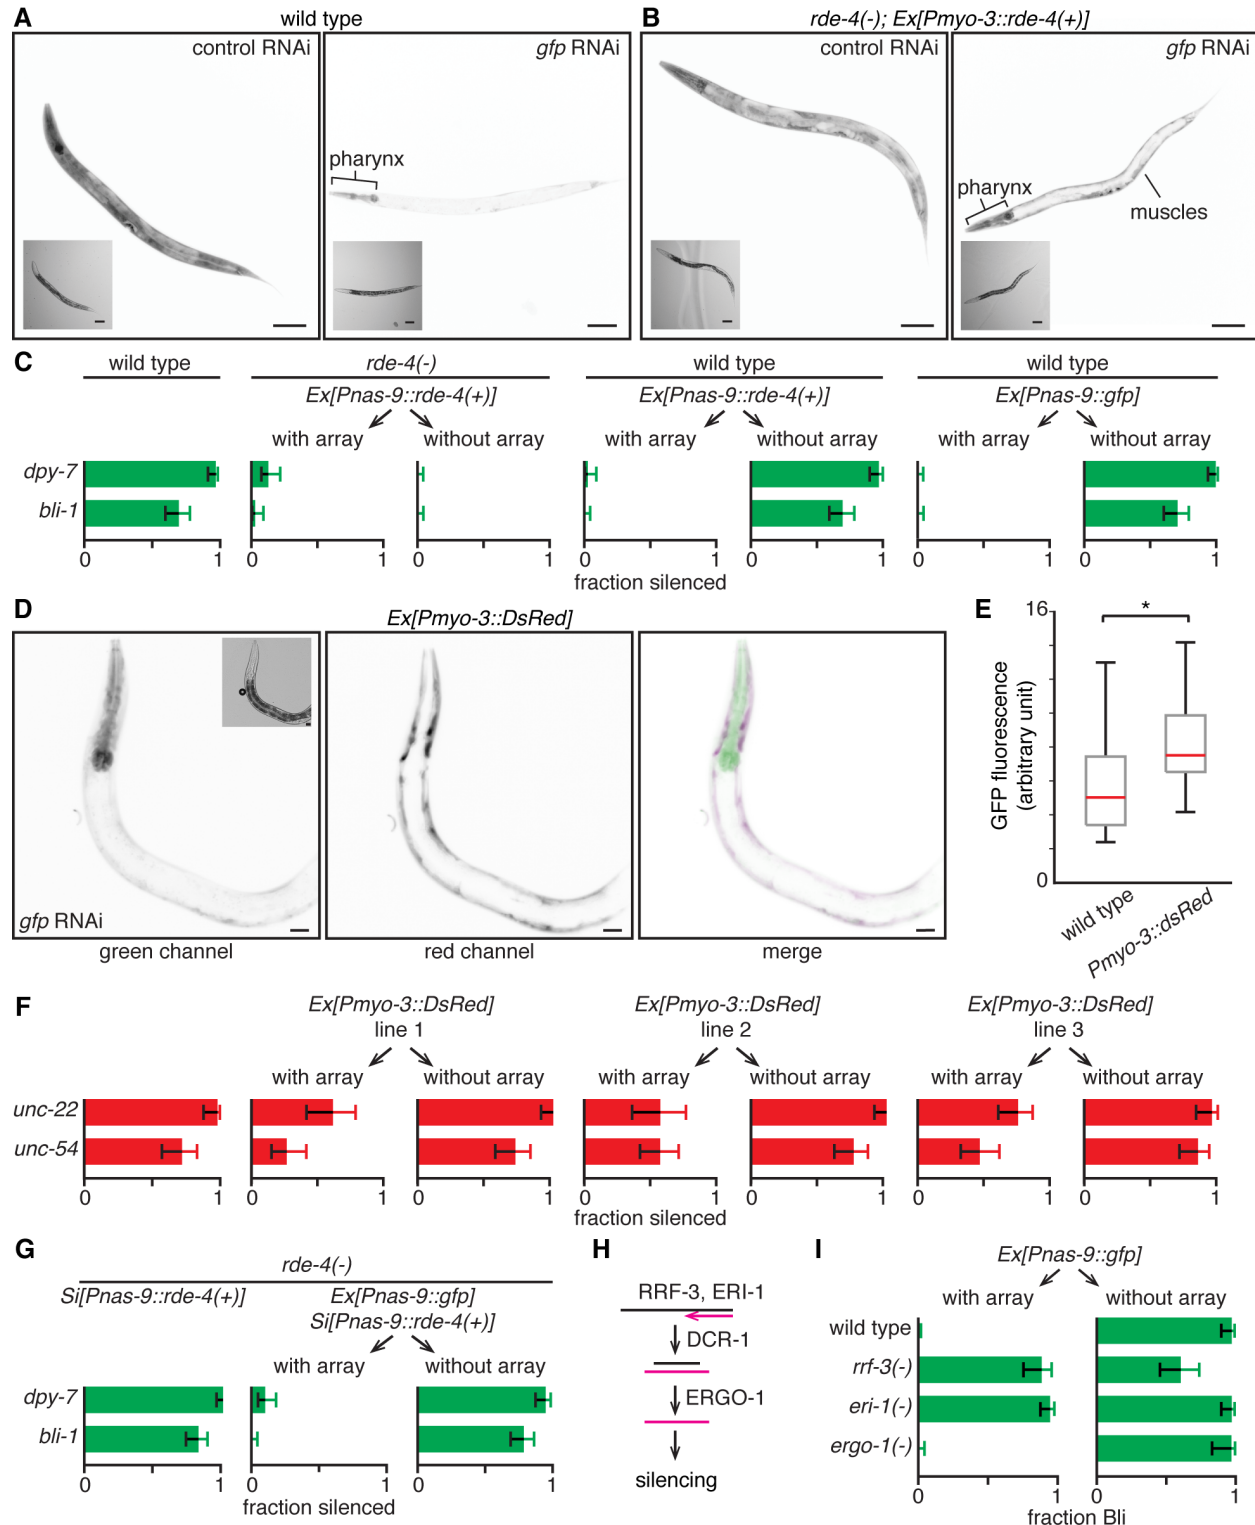 A
wild type
control RNAi
gfp RNAi
pharynx
B
rde-4(-); Ex[Pmyo-3::rde-4(+)]
control RNAi
gfp RNAi
pharynx
muscles
C
wild type
rde-4(-)
wild type
wild type
Ex[Pnas-9::rde-4(+)]
Ex[Pnas-9::rde-4(+)]
Ex[Pnas-9::gfp]
with array
without array
with array
without array
with array
without array
dpy-7
bli-1
0 1
0 1
0 1
0 1
0 1
0 1
0 1
fraction silenced
D
Ex[Pmyo-3::DsRed]
gfp RNAi
green channel
red channel
merge
E
16
*
GFP fluorescence
(arbitrary unit)
0
wild type
Pmyo-3::dsRed
F
Ex[Pmyo-3::DsRed]
line 1
Ex[Pmyo-3::DsRed]
line 2
Ex[Pmyo-3::DsRed]
line 3
with array
without array
with array
without array
with array
without array
unc-22
unc-54
0 1
0 1
0 1
0 1
0 1
0 1
0 1
fraction silenced
G
rde-4(-)
Si[Pnas-9::rde-4(+)]
Ex[Pnas-9::gfp]
Si[Pnas-9::rde-4(+)]
with array
without array
dpy-7
bli-1
0 1
0 1
0 1
fraction silenced
H
RRF-3, ERI-1
DCR-1
ERGO-1
silencing
I
Ex[Pnas-9::gfp]
with array
without array
wild type
rrf-3(-)
eri-1(-)
ergo-1(-)
0 1
0 1
fraction Bli